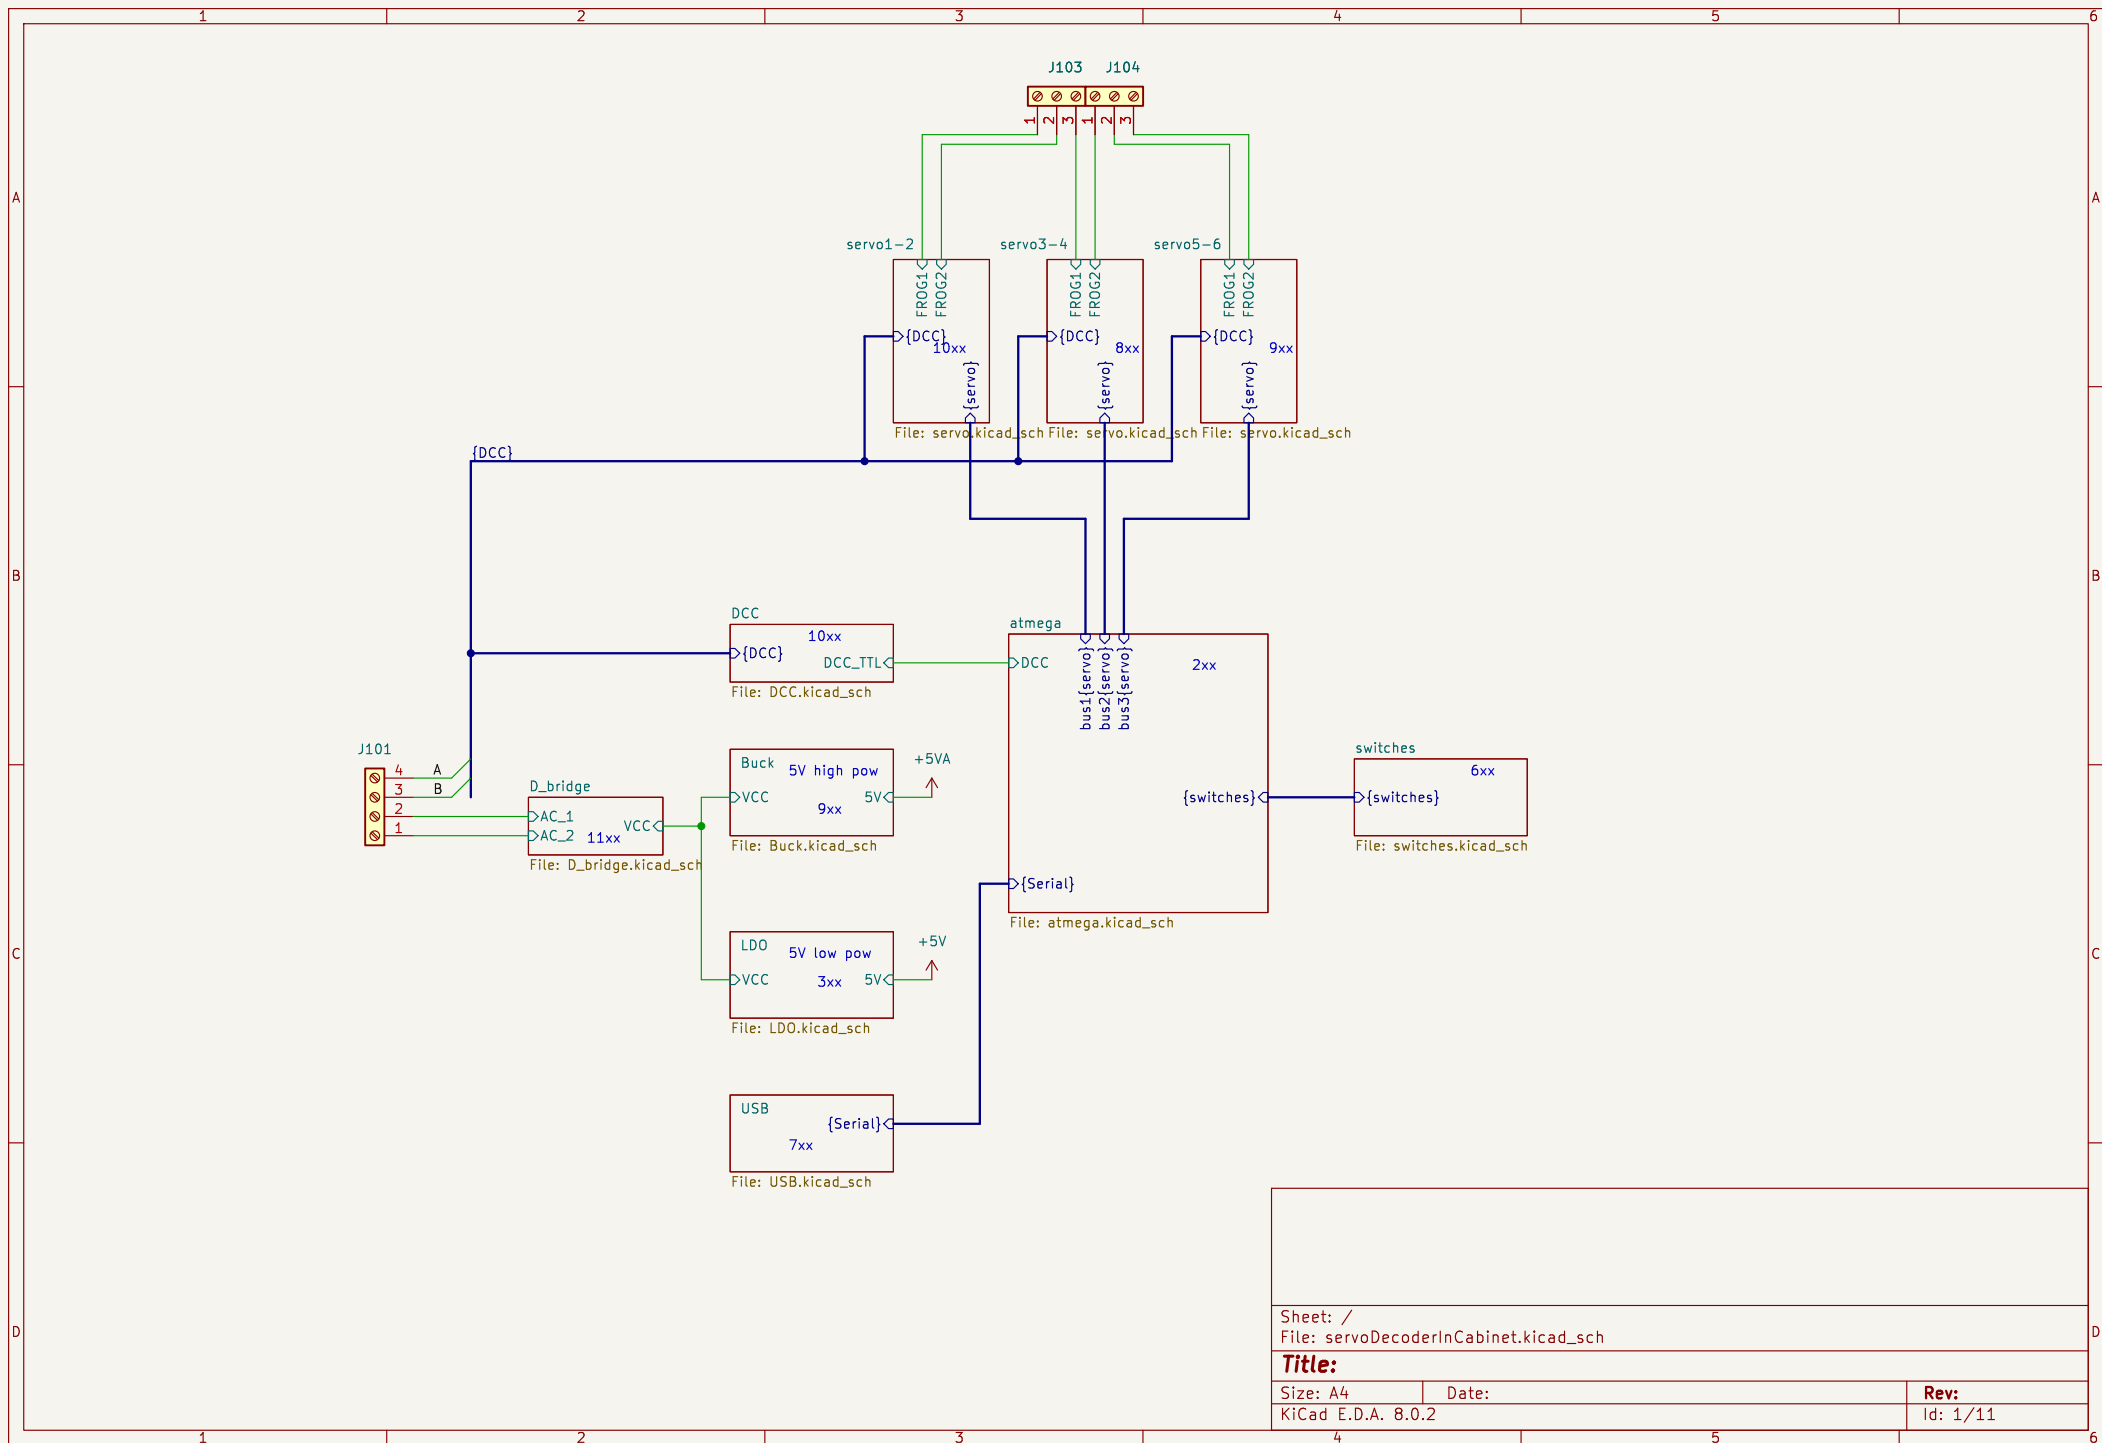 1 2 3 4 5 6
J103 J104
1 2 3 1 2 3
A A
servo1-2 servo3-4 servo5-6
FROG1 FROG2 FROG1 FROG2 FROG1 FROG2
{DCC} {DCC} {DCC}
10xx 8xx 9xx
{servo} {servo} {servo}
File: servo.kicad_sch File: servo.kicad_sch File: servo.kicad_sch
{DCC}
B B
DCC
10xx
{DCC}
DCC_TTL
File: DCC.kicad_sch
atmega
DCC
bus1{servo} bus2{servo} bus3{servo}
2xx
{switches}
{Serial}
File: atmega.kicad_sch
switches
6xx
{switches}
File: switches.kicad_sch
J101
4 A
3 B
2
1
D_bridge
AC_1
AC_2
VCC
11xx
File: D_bridge.kicad_sch
Buck
5V high pow
VCC
5V
9xx
File: Buck.kicad_sch
+5VA
C C
LDO
5V low pow
VCC
5V
3xx
File: LDO.kicad_sch
+5V
USB
{Serial}
7xx
File: USB.kicad_sch
D D
Sheet: /
File: servoDecoderInCabinet.kicad_sch
Title:
Size: A4 Date: Rev:
KiCad E.D.A. 8.0.2 Id: 1/11
1 2 3 4 5 6